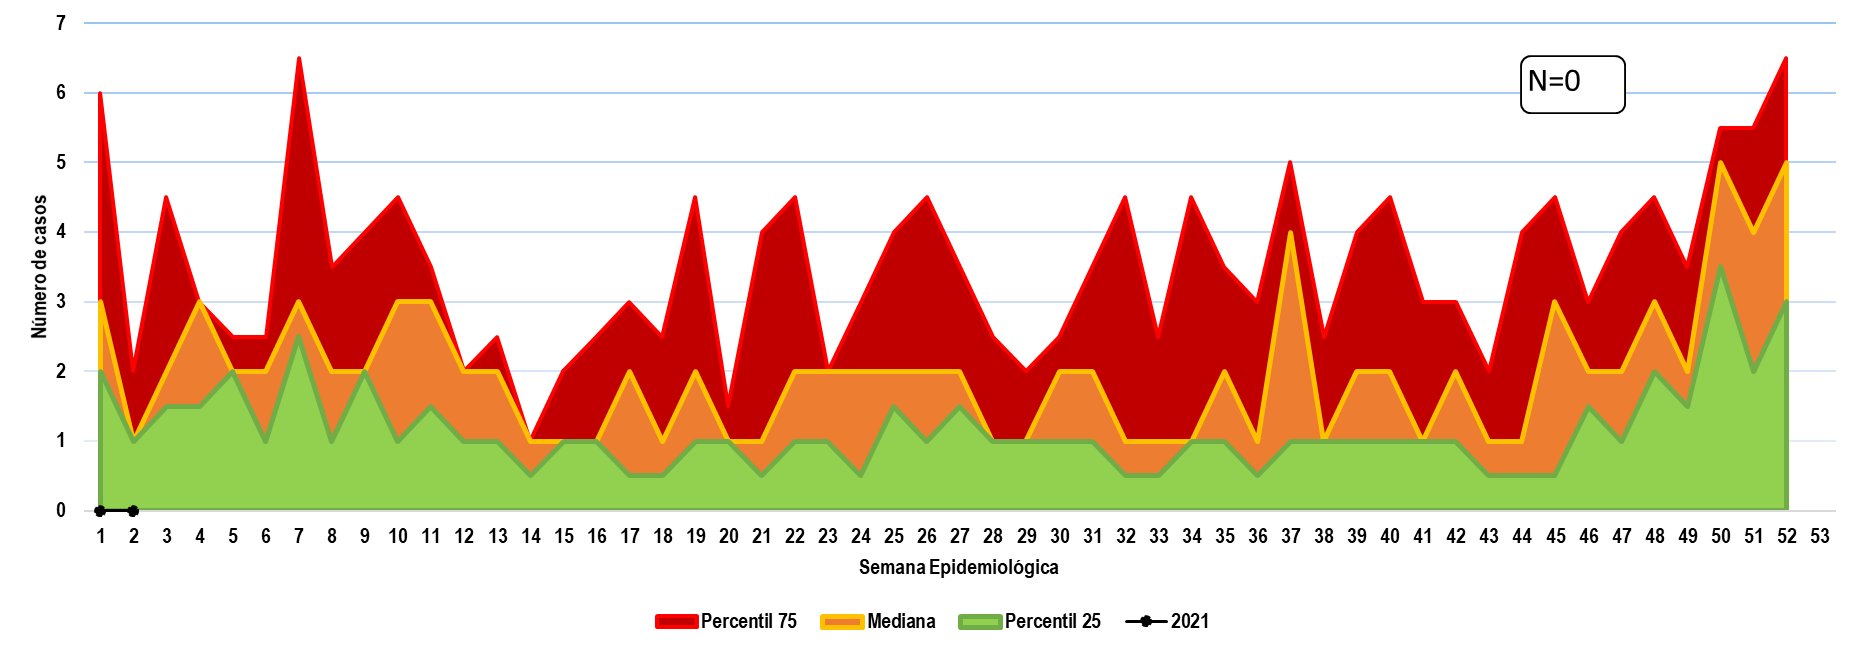 7
N=0
6
5
4
3
2
1
0
Número de casos
1 2 3 4 5 6 7 8 9 10 11 12 13 14 15 16 17 18 19 20 21 22 23 24 25 26 27 28 29 30 31 32 33 34 35 36 37 38 39 40 41 42 43 44 45 46 47 48 49 50 51 52 53
Semana Epidemiológica
Percentil 75 Mediana Percentil 25 2021